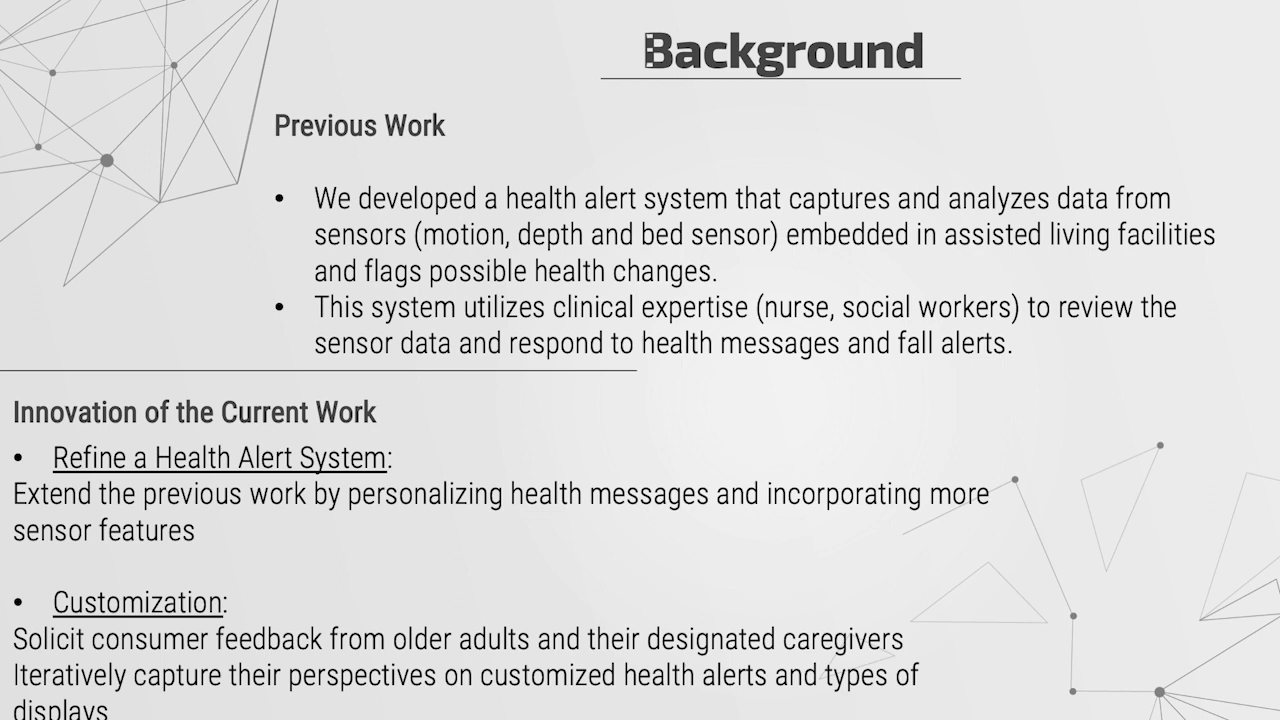 Background
Previous Work
• We developed a health alert system that captures and analyzes data from
sensors (motion, depth and bed sensor) embedded in assisted living facilities
and flags possible health changes.
• This system utilizes clinical expertise (nurse, social workers) to review the
sensor data and respond to health messages and fall alerts.
Innovation of the Current Work
• Refine a Health Alert System:
Extend the previous work by personalizing health messages and incorporating more
sensor features
• Customization:
Solicit consumer feedback from older adults and their designated caregivers
Iteratively capture their perspectives on customized health alerts and types of
displays